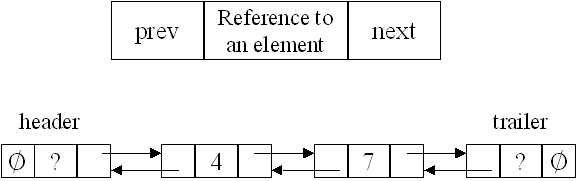 prev Reference to an element next
header trailer
∅ ? 4 7 ? ∅